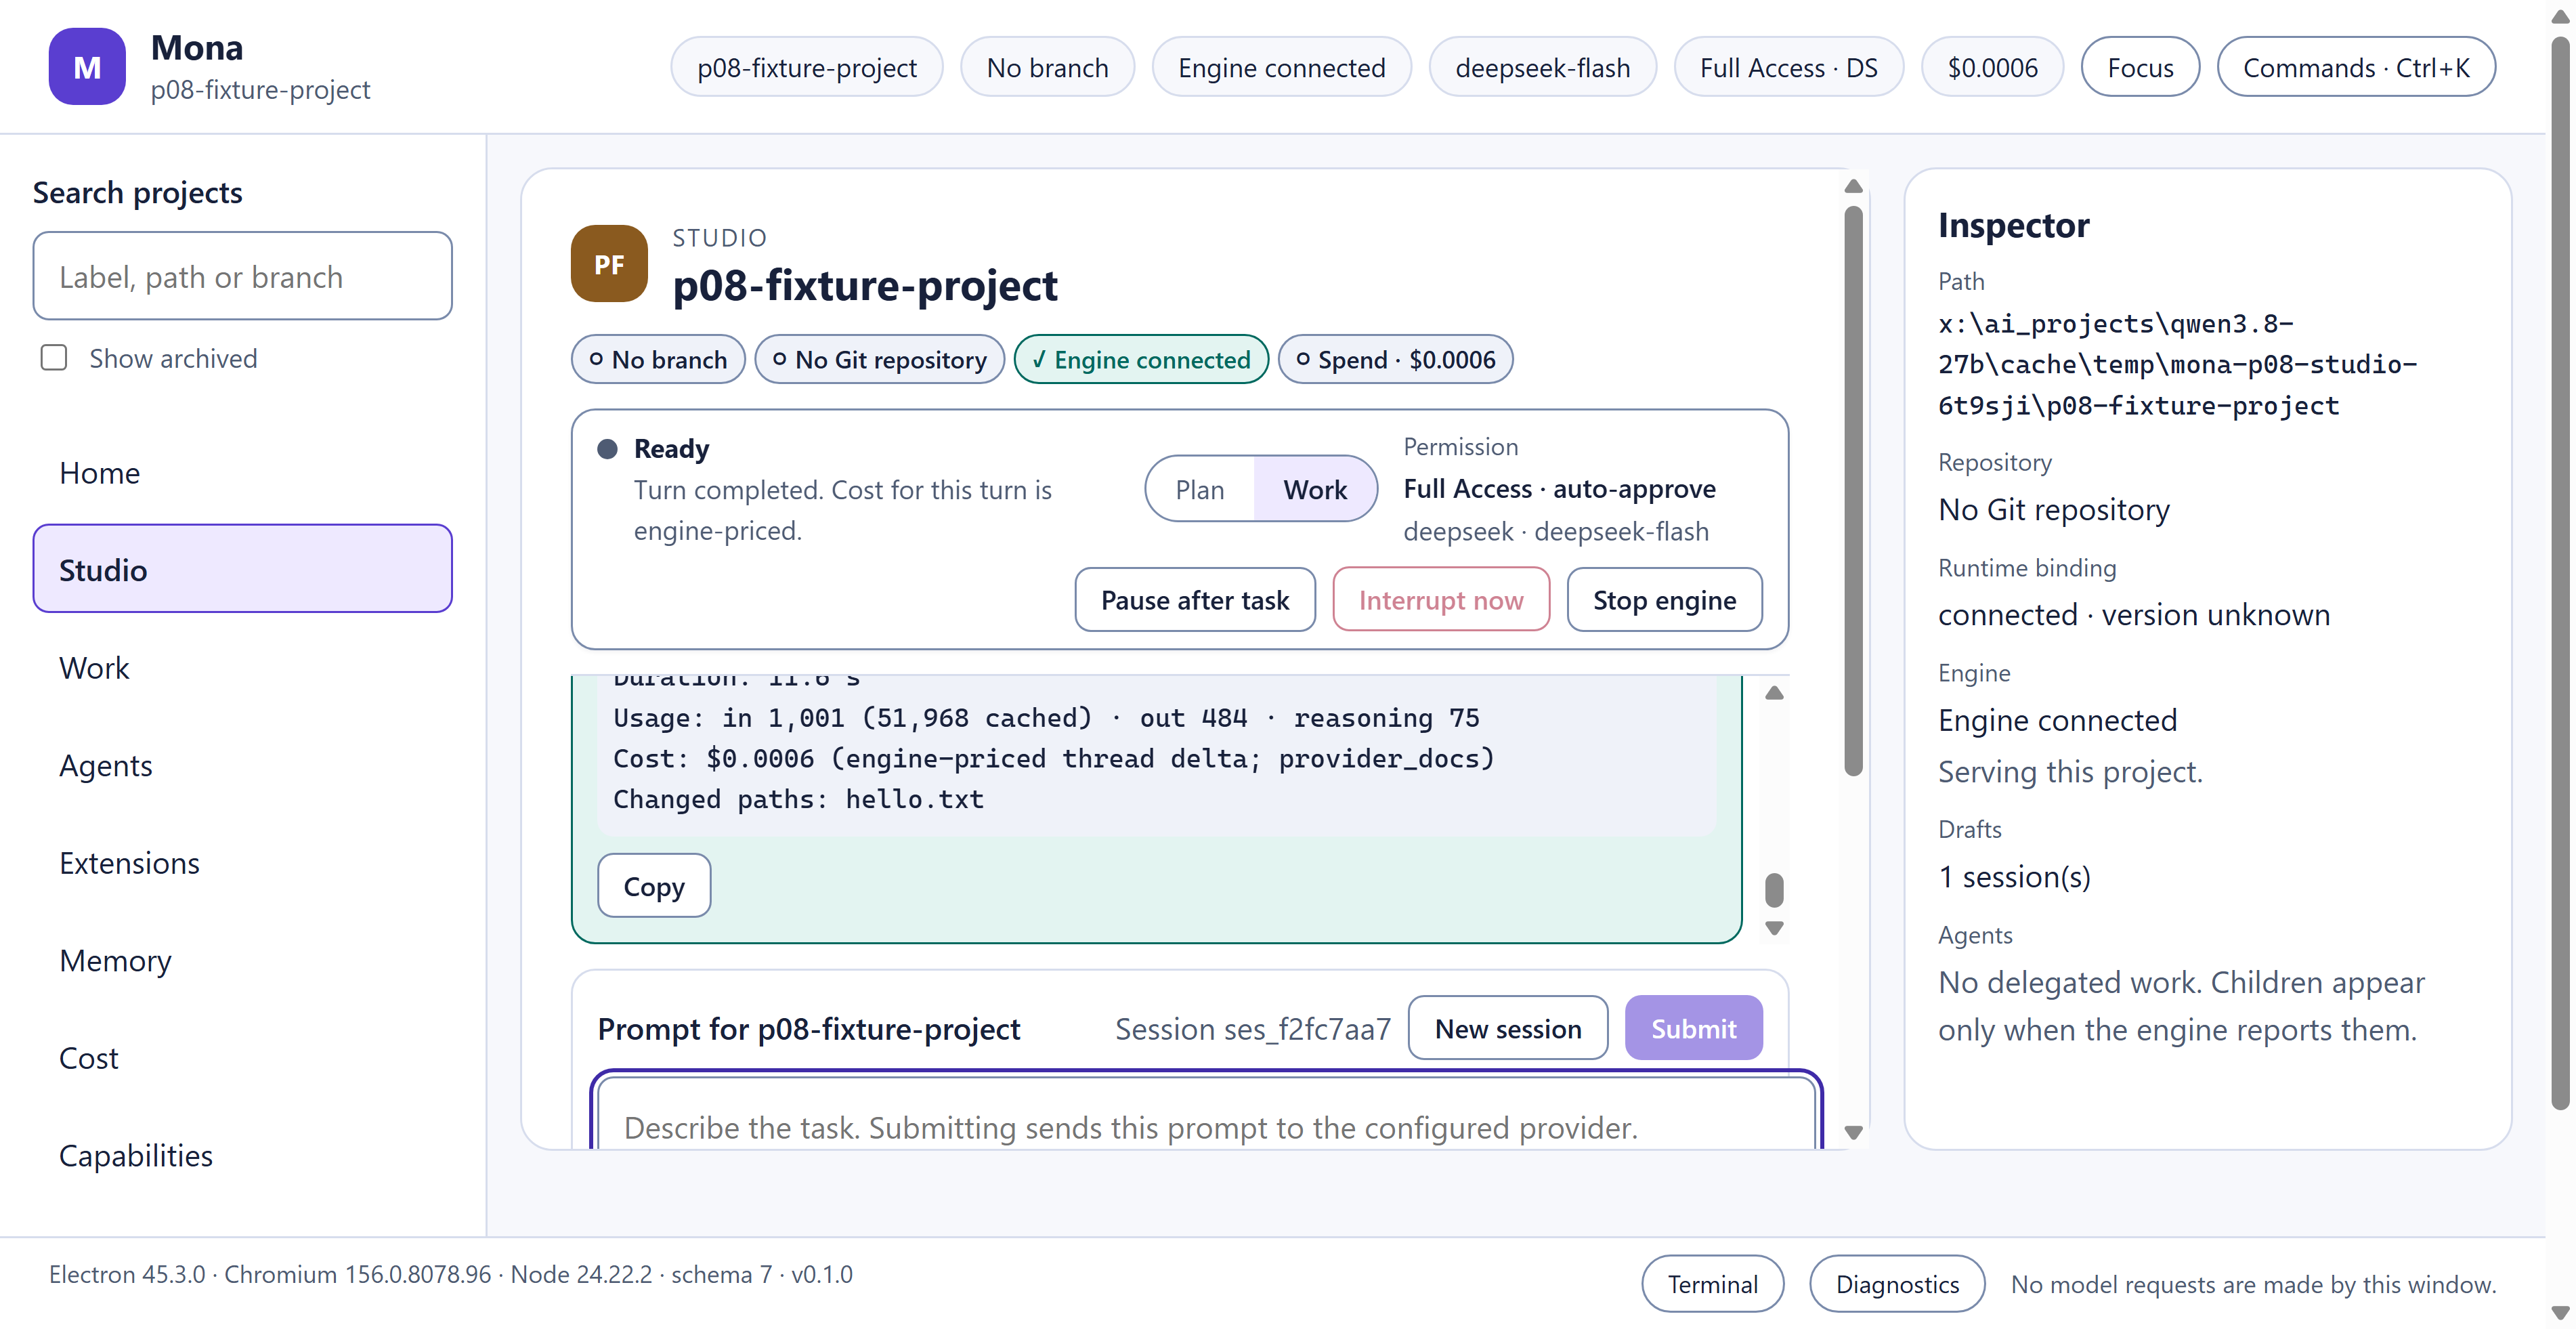 M
Mona
p08-fixture-project
p08-fixture-project
No branch
Engine connected
deepseek-flash
Full Access · DS
$0.0006
Focus
Commands · Ctrl+K
Search projects
Label, path or branch
Show archived
Home
Studio
Work
Agents
Extensions
Memory
Cost
Capabilities
PF
STUDIO
p08-fixture-project
No branch
No Git repository
✓ Engine connected
Spend · $0.0006
Ready
Turn completed. Cost for this turn is
engine-priced.
Plan
Work
Permission
Full Access · auto-approve
deepseek · deepseek-flash
Pause after task
Interrupt now
Stop engine
Duration: 11.6 s
Usage: in 1,001 (51,968 cached) · out 484 · reasoning 75
Cost: $0.0006 (engine-priced thread delta; provider_docs)
Changed paths: hello.txt
Copy
Prompt for p08-fixture-project
Session ses_f2fc7aa7
New session
Submit
Describe the task. Submitting sends this prompt to the configured provider.
Inspector
Path
x:\ai_projects\qwen3.8-
27b\cache\temp\mona-p08-studio-
6t9sji\p08-fixture-project
Repository
No Git repository
Runtime binding
connected · version unknown
Engine
Engine connected
Serving this project.
Drafts
1 session(s)
Agents
No delegated work. Children appear
only when the engine reports them.
Electron 45.3.0 · Chromium 156.0.8078.96 · Node 24.22.2 · schema 7 · v0.1.0
Terminal
Diagnostics
No model requests are made by this window.